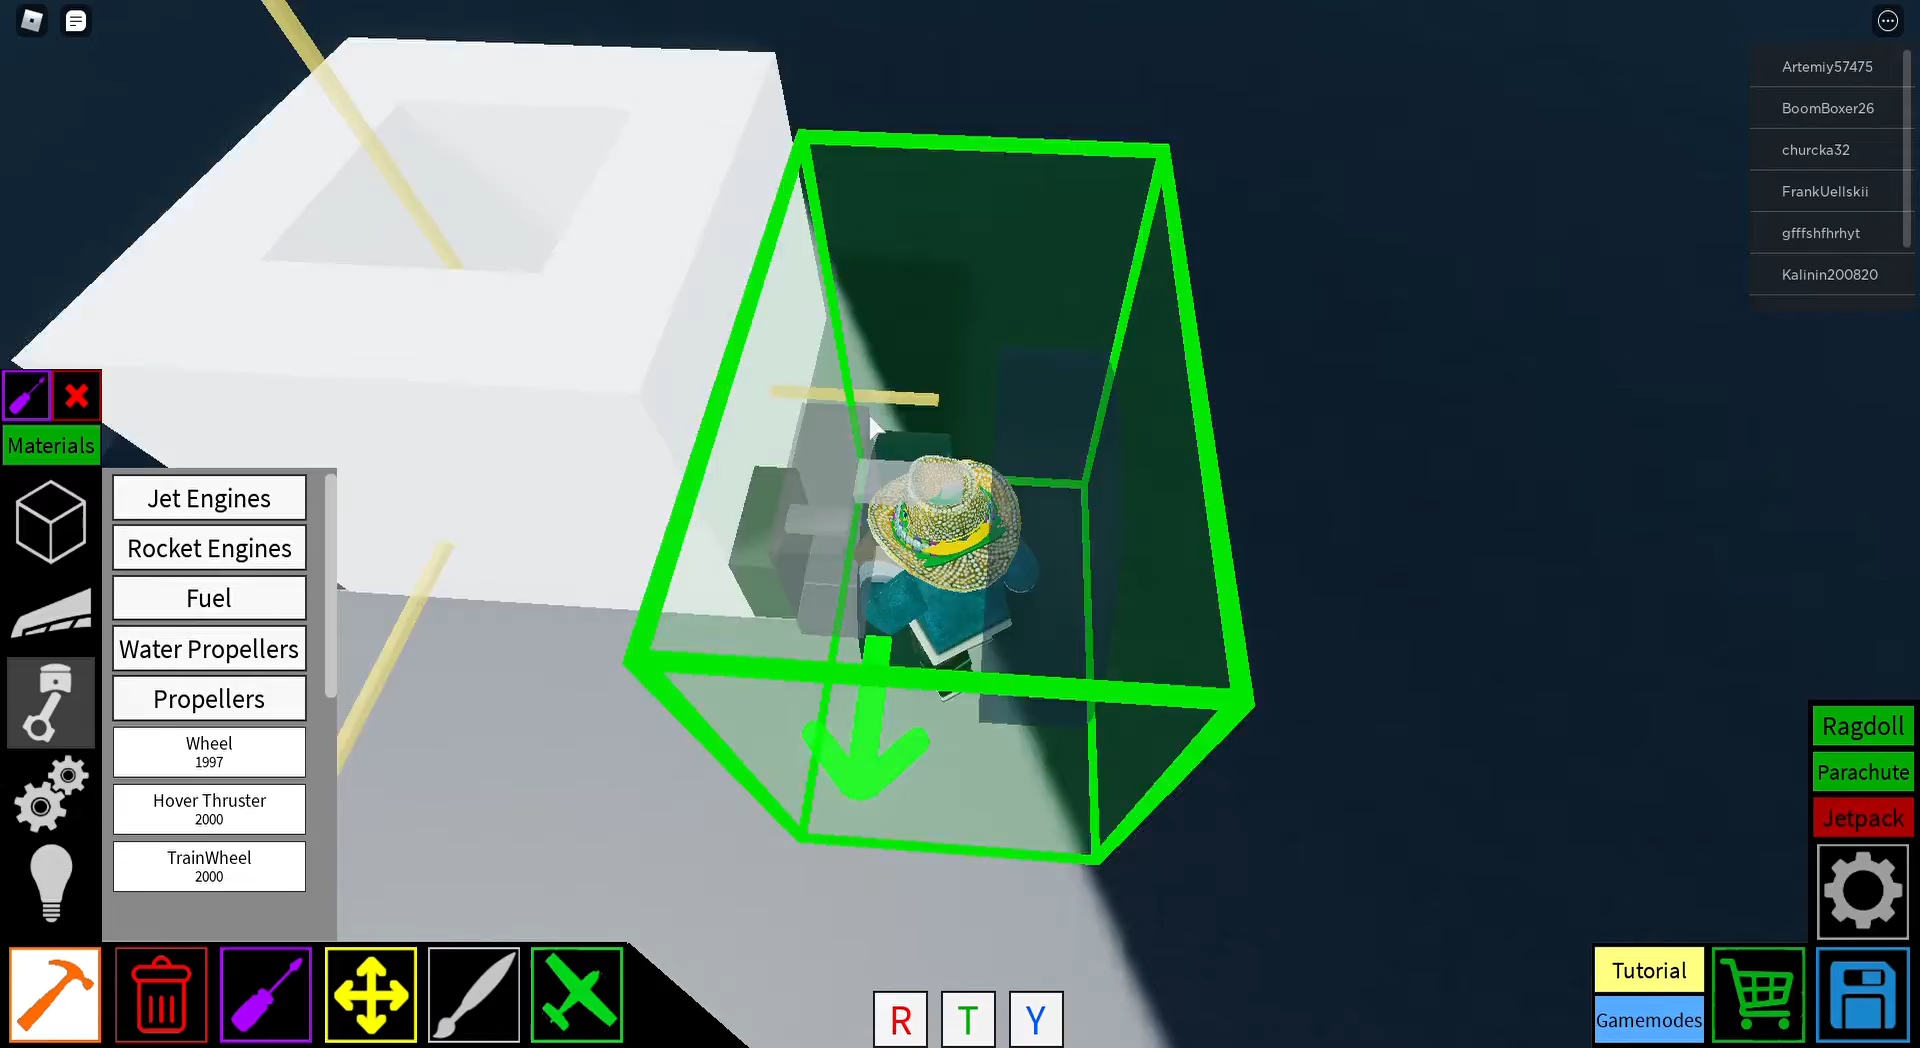 Artemiy57475
BoomBoxer26
churcka32
FrankUellskii
gfffshfhrhyt
Kalinin200820
Materials
Jet Engines
Rocket Engines
Fuel
Water Propellers
Propellers
Wheel
1997
Hover Thruster
2000
TrainWheel
2000
Ragdoll
Parachute
Jetpack
Tutorial
Gamemodes
R T Y